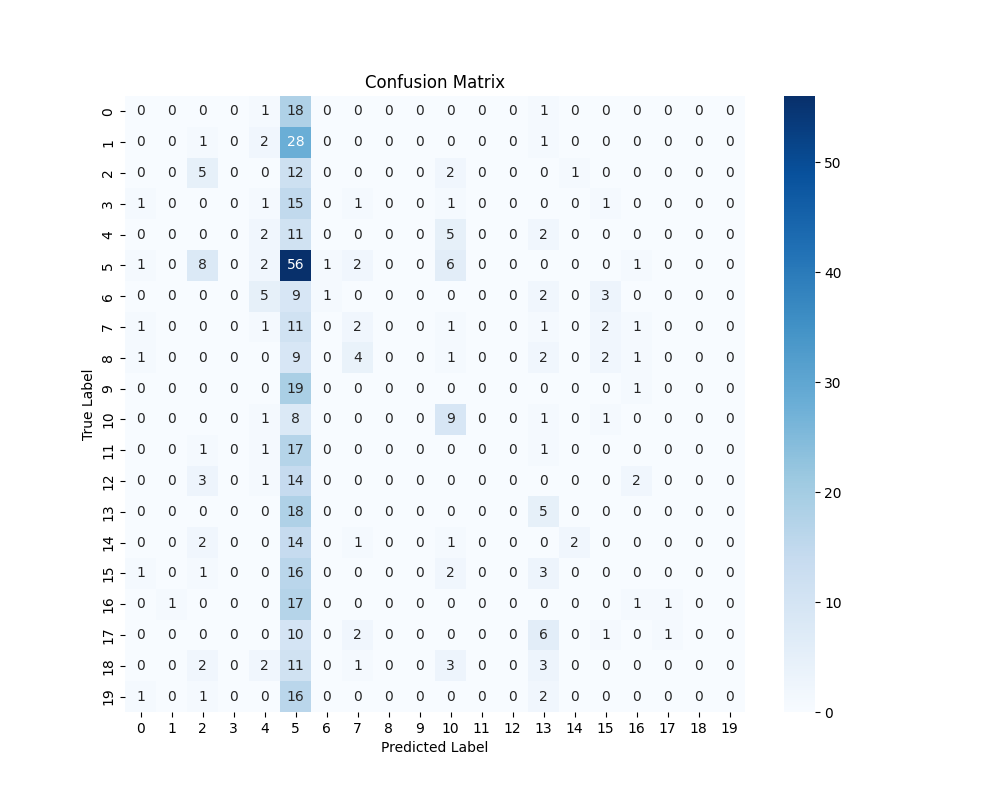 Confusion Matrix
0 0 0 0 0 1 18 0 0 0 0 0 0 0 1 0 0 0 0 0 0
1 0 0 1 0 2 28 0 0 0 0 0 0 0 1 0 0 0 0 0 0
2 0 0 5 0 0 12 0 0 0 0 2 0 0 0 1 0 0 0 0 0
3 1 0 0 0 1 15 0 1 0 0 1 0 0 0 0 1 0 0 0 0
4 0 0 0 0 2 11 0 0 0 0 5 0 0 2 0 0 0 0 0 0
5 1 0 8 0 2 56 1 2 0 0 6 0 0 0 0 0 1 0 0 0
6 0 0 0 0 5 9 1 0 0 0 0 0 0 2 0 3 0 0 0 0
7 1 0 0 0 1 11 0 2 0 0 1 0 0 1 0 2 1 0 0 0
8 1 0 0 0 0 9 0 4 0 0 1 0 0 2 0 2 1 0 0 0
9 0 0 0 0 0 19 0 0 0 0 0 0 0 0 0 0 1 0 0 0
10 0 0 0 0 1 8 0 0 0 0 9 0 0 1 0 1 0 0 0 0
11 0 0 1 0 1 17 0 0 0 0 0 0 0 1 0 0 0 0 0 0
12 0 0 3 0 1 14 0 0 0 0 0 0 0 0 0 0 2 0 0 0
13 0 0 0 0 0 18 0 0 0 0 0 0 0 5 0 0 0 0 0 0
14 0 0 2 0 0 14 0 1 0 0 1 0 0 0 2 0 0 0 0 0
15 1 0 1 0 0 16 0 0 0 0 2 0 0 3 0 0 0 0 0 0
16 0 1 0 0 0 17 0 0 0 0 0 0 0 0 0 0 1 1 0 0
17 0 0 0 0 0 10 0 2 0 0 0 0 0 6 0 1 0 1 0 0
18 0 0 2 0 2 11 0 1 0 0 3 0 0 3 0 0 0 0 0 0
19 1 0 1 0 0 16 0 0 0 0 0 0 0 2 0 0 0 0 0 0
0 1 2 3 4 5 6 7 8 9 10 11 12 13 14 15 16 17 18 19
Predicted Label
True Label
50
40
30
20
10
0